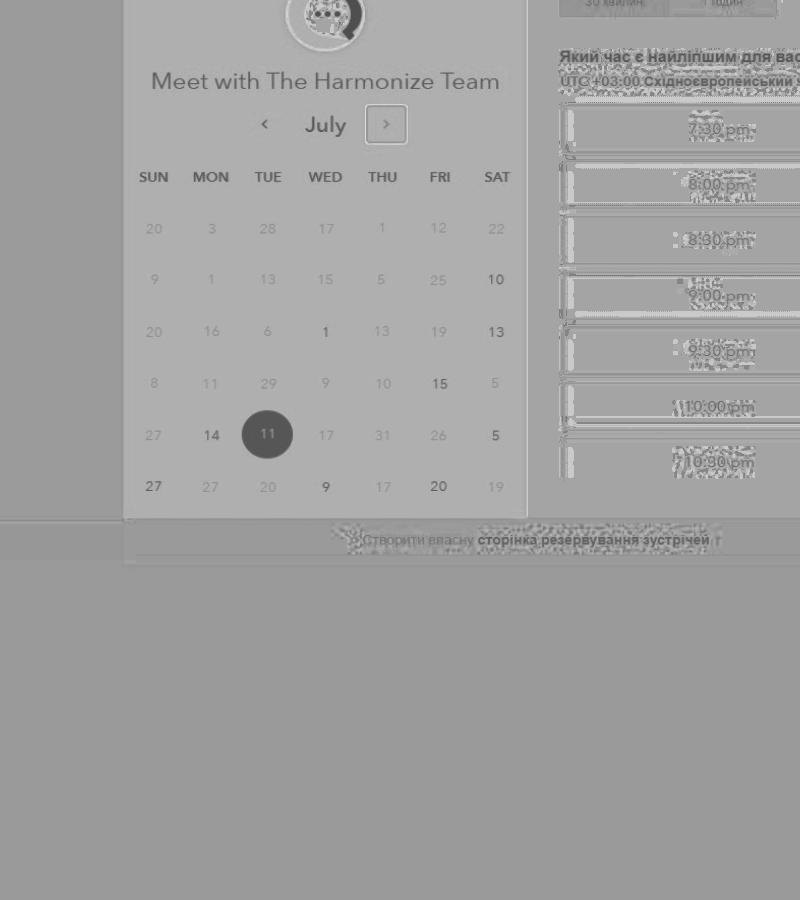 30 хвилин
1 годин
Meet with The Harmonize Team
July
SUN MON TUE WED THU FRI SAT
20 3 28 17 1 12 22
9 1 13 15 5 25 10
20 16 6 1 13 19 13
8 11 29 9 10 15 5
27 14 11 17 31 26 5
27 27 20 9 17 20 19
Який час є найліпшим для вас
UTC +03:00 Східноєвропейський ч
7:30 pm
8:00 pm
8:30 pm
9:00 pm
9:30 pm
10:00 pm
10:30 pm
Створити власну сторінка резервування зустрічей